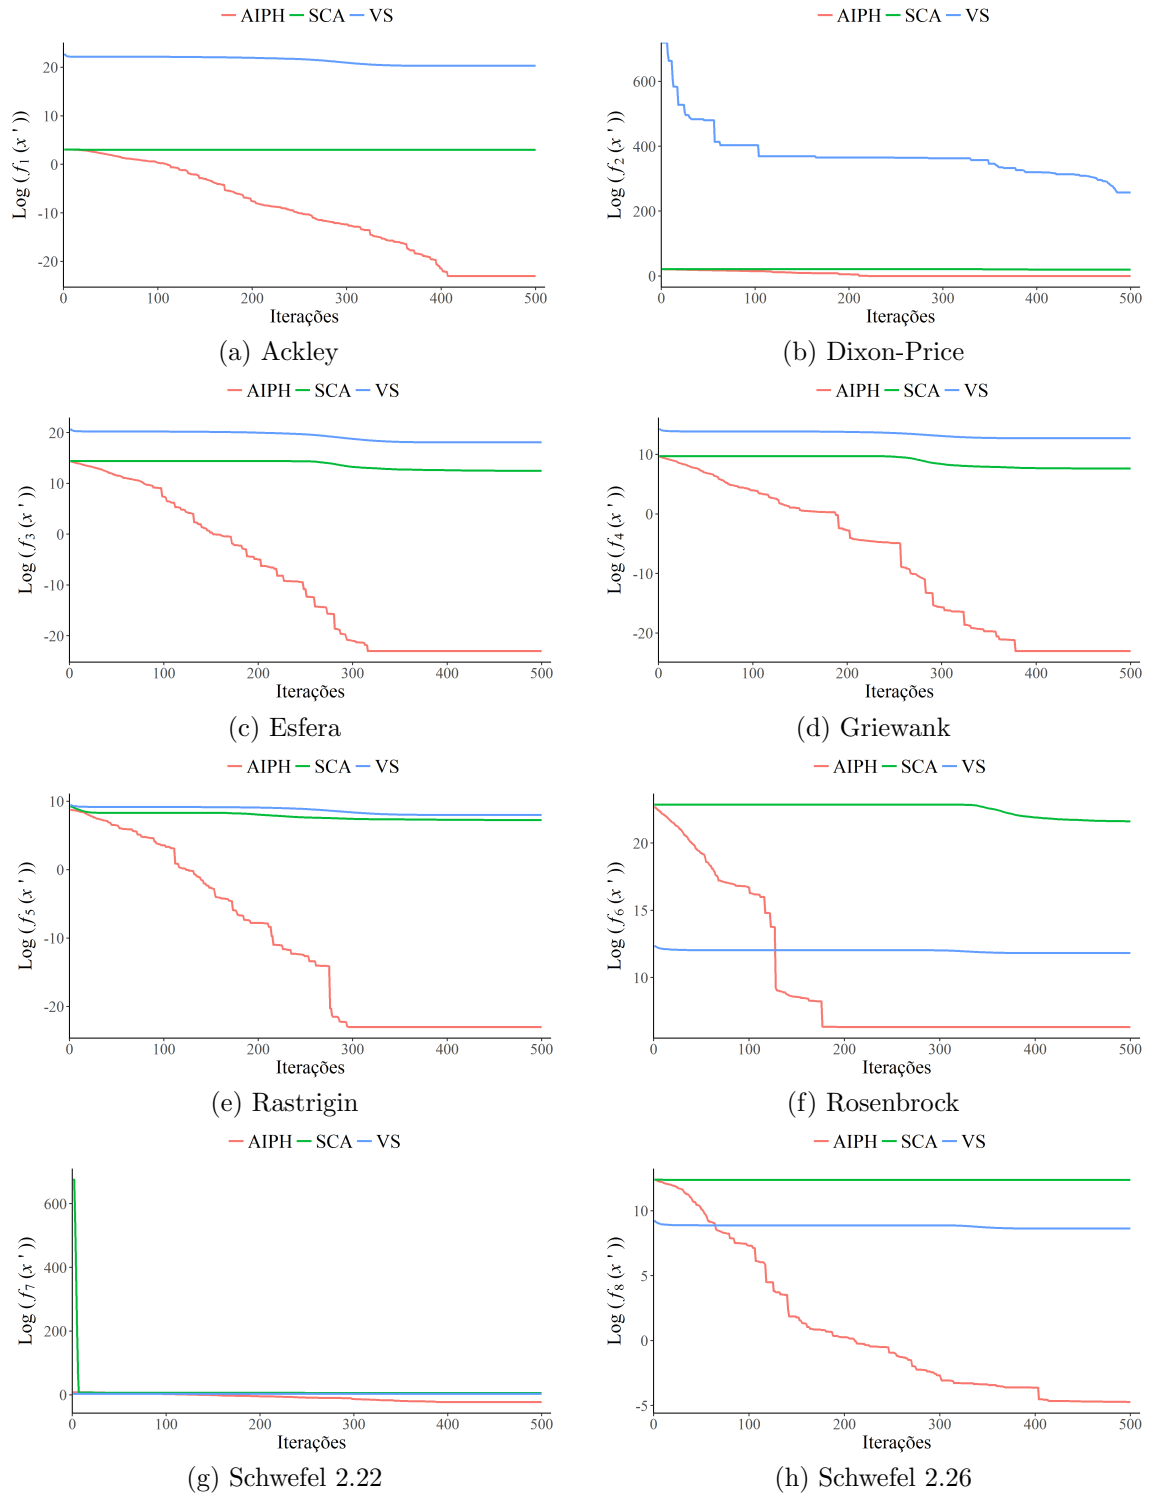 AIPH SCA VS
Log ( f1 ( x ' ))
20
10
0
-10
-20
0 100 200 300 400 500
Iterações
(a) Ackley
AIPH SCA VS
Log ( f2 ( x ' ))
600
400
200
0
0 100 200 300 400 500
Iterações
(b) Dixon-Price
AIPH SCA VS
Log ( f3 ( x ' ))
20
10
0
-10
-20
0 100 200 300 400 500
Iterações
(c) Esfera
AIPH SCA VS
Log ( f4 ( x ' ))
10
0
-10
-20
0 100 200 300 400 500
Iterações
(d) Griewank
AIPH SCA VS
Log ( f5 ( x ' ))
10
0
-10
-20
0 100 200 300 400 500
Iterações
(e) Rastrigin
AIPH SCA VS
Log ( f6 ( x ' ))
20
15
10
0 100 200 300 400 500
Iterações
(f) Rosenbrock
AIPH SCA VS
Log ( f7 ( x ' ))
600
400
200
0
0 100 200 300 400 500
Iterações
(g) Schwefel 2.22
AIPH SCA VS
Log ( f8 ( x ' ))
10
5
0
-5
0 100 200 300 400 500
Iterações
(h) Schwefel 2.26